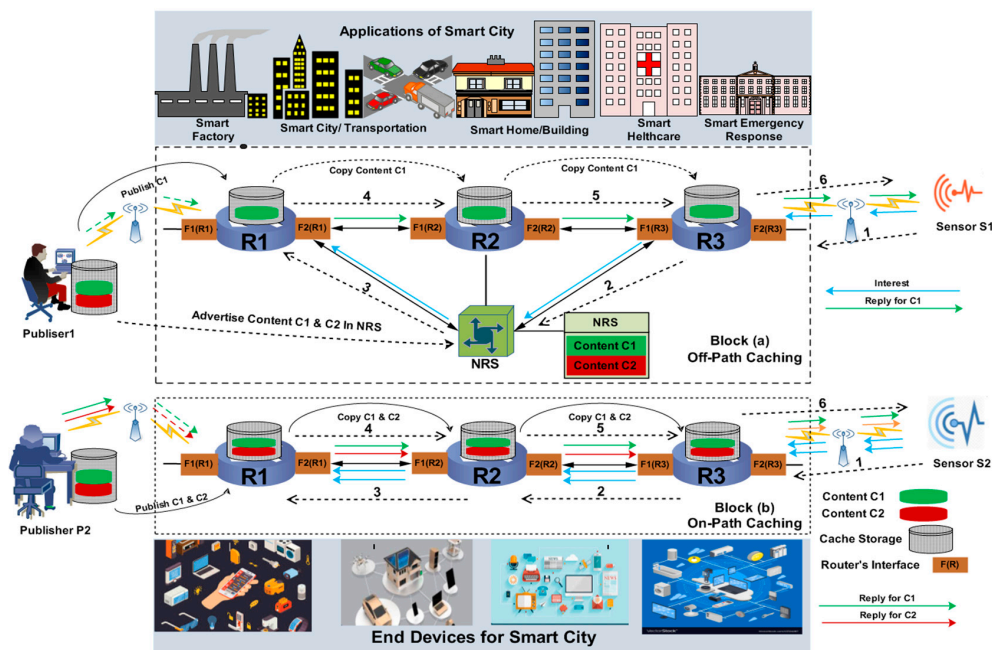 Applications of Smart City
Smart
Factory
Smart City/ Transportation
Smart Home/Building
Smart
Helthcare
Smart Emergency
Response
Publish C1
Copy Content C1
Copy Content C1
4
5
6
F1(R1)
R1
F2(R1)
F1(R2)
R2
F2(R2)
F1(R3)
R3
F2(R3)
1
Sensor S1
3
2
Interest
Reply for C1
Publiser1
Advertise Content C1 & C2 In NRS
NRS
NRS
Content C1
Content C2
Block (a)
Off-Path Caching
Copy C1 & C2
Copy C1 & C2
4
5
6
F1(R1)
R1
F2(R1)
F1(R2)
R2
F2(R2)
F1(R3)
R3
F2(R3)
1
Sensor S2
3
2
Publisher P2
Publish C1 & C2
Block (b)
On-Path Caching
Content C1
Content C2
Cache Storage
Router's Interface
F(R)
Reply for C1
Reply for C2
End Devices for Smart City